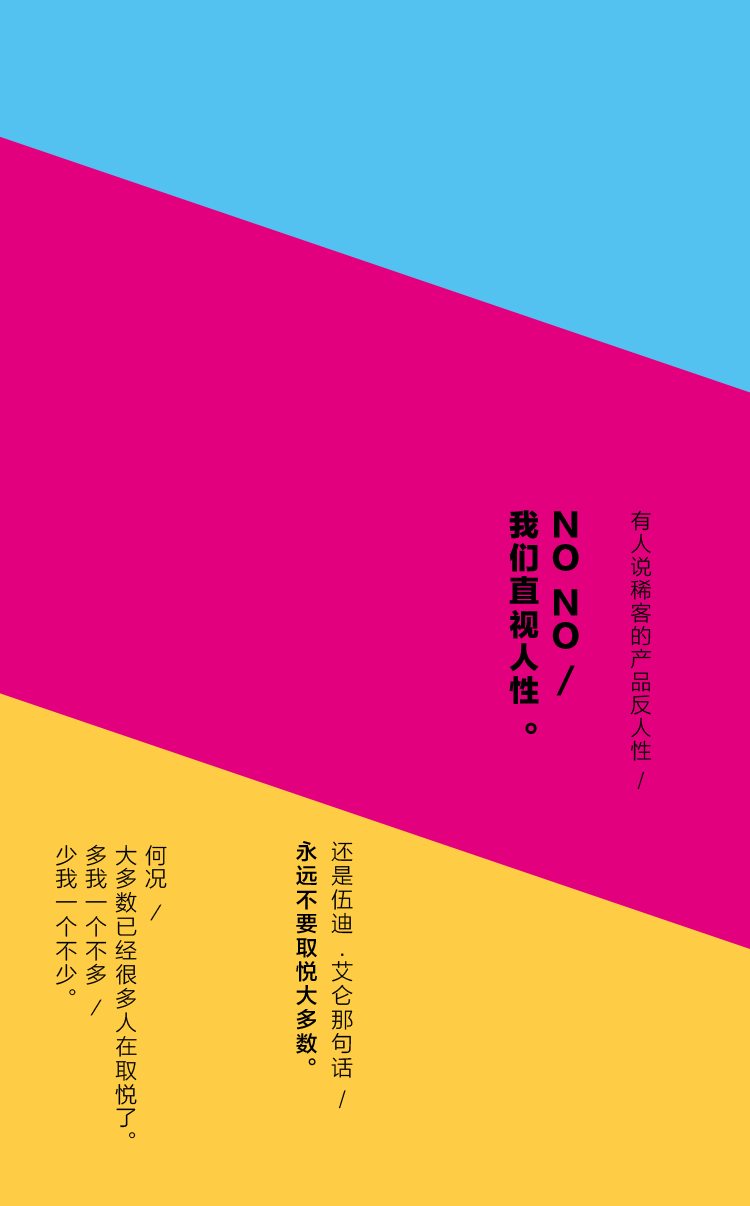 有人说稀客的产品反人性 /
NO NO /
我们直视人性。
还是伍迪.艾仑那句话 /
永远不要取悦大多数。
何况 /
大多数已经很多人在取悦了。
多我一个不多 /
少我一个不少。